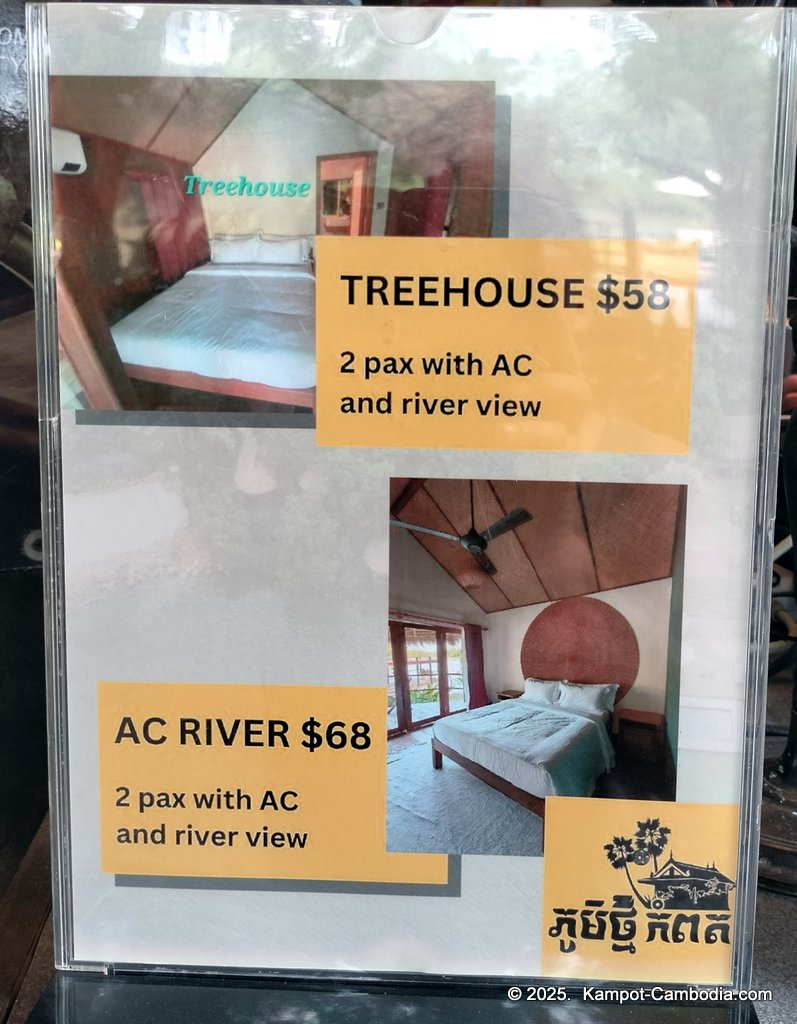 Treehouse
TREEHOUSE $58
2 pax with AC
and river view
AC RIVER $68
2 pax with AC
and river view
ភូមិថ្មី កំពត
© 2025. Kampot-Cambodia.com